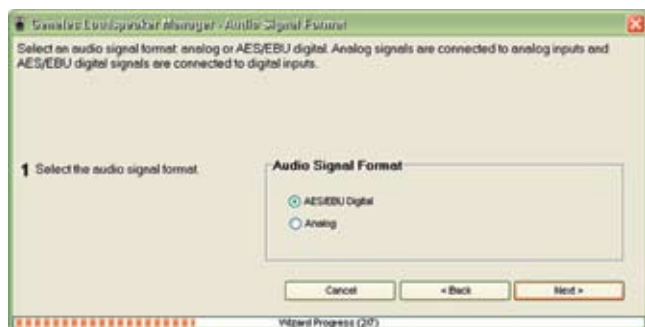 Genelec Loudspeaker Manager - Audio Signal Format
Select an audio signal format: analog or AES/EBU digital. Analog signals are connected to analog inputs and
AES/EBU digital signals are connected to digital inputs.
1 Select the audio signal format.
Audio Signal Format
AES/EBU Digital
Analog
Cancel
< Back
Next >
Wizard Progress (2/7)